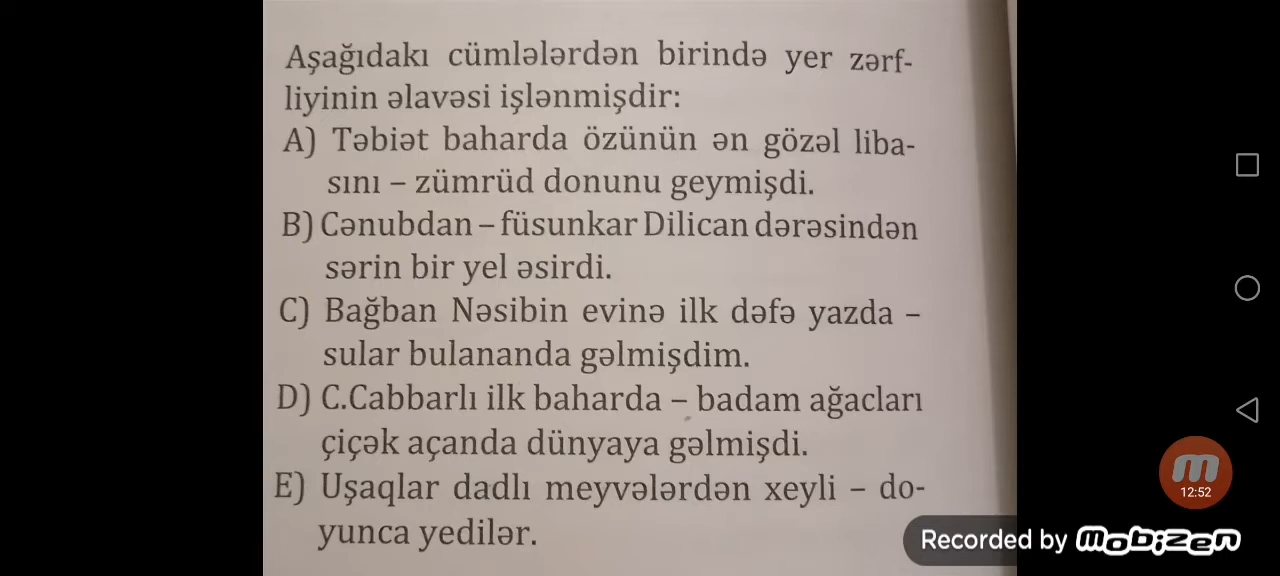 Aşağıdakı cümlələrdən birində yer zərf-
liyinin əlavəsi işlənmişdir:
A) Təbiət baharda özünün ən gözəl liba-
sını – zümrüd donunu geymişdi.
B) Cənubdan – füsunkar Dilican dərəsindən
sərin bir yel əsirdi.
C) Bağban Nəsibin evinə ilk dəfə yazda –
sular bulananda gəlmişdim.
D) C.Cabbarlı ilk baharda – badam ağacları
çiçək açanda dünyaya gəlmişdi.
E) Uşaqlar dadlı meyvələrdən xeyli – do-
yunca yedilər.
12:52
Recorded by mobizen